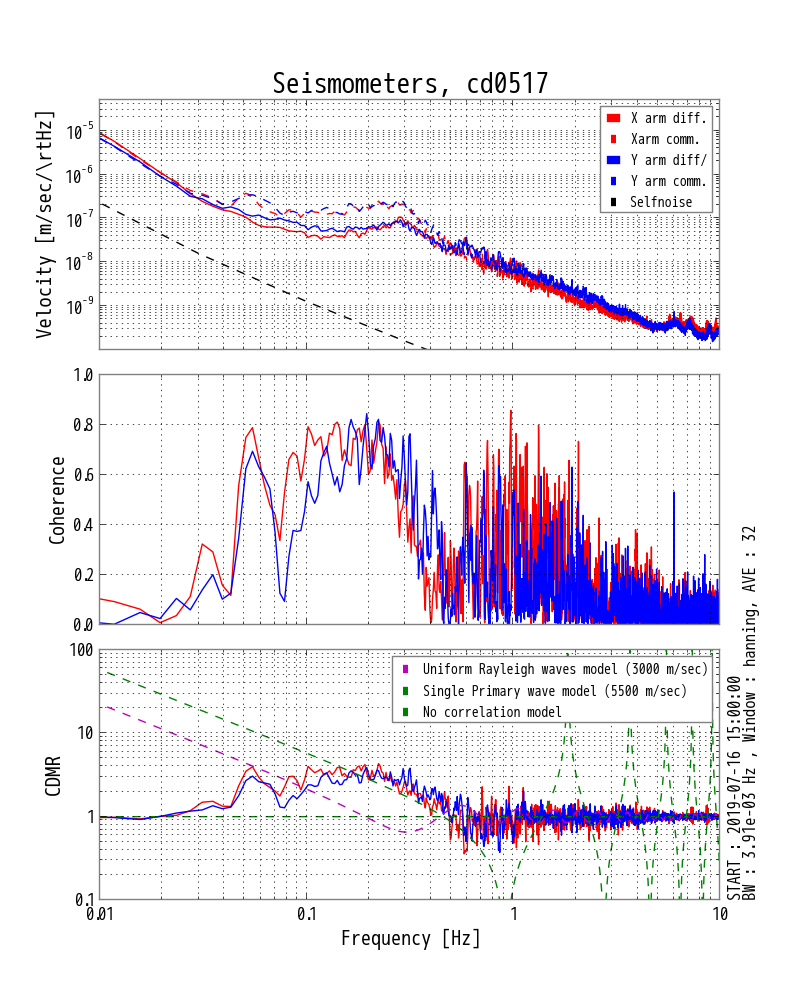 Seismometers, cd0517
Velocity [m/sec/\rtHz]
10^-5
10^-6
10^-7
10^-8
10^-9
X arm diff.
Xarm comm.
Y arm diff/
Y arm comm.
Selfnoise
Coherence
1.0
0.8
0.6
0.4
0.2
0.0
CDMR
100
10
1
0.1
Uniform Rayleigh waves model (3000 m/sec)
Single Primary wave model (5500 m/sec)
No correlation model
0.01
0.1
1
10
Frequency [Hz]
START : 2019-07-16 15:00:00
BW : 3.91e-03 Hz , Window : hanning, AVE : 32